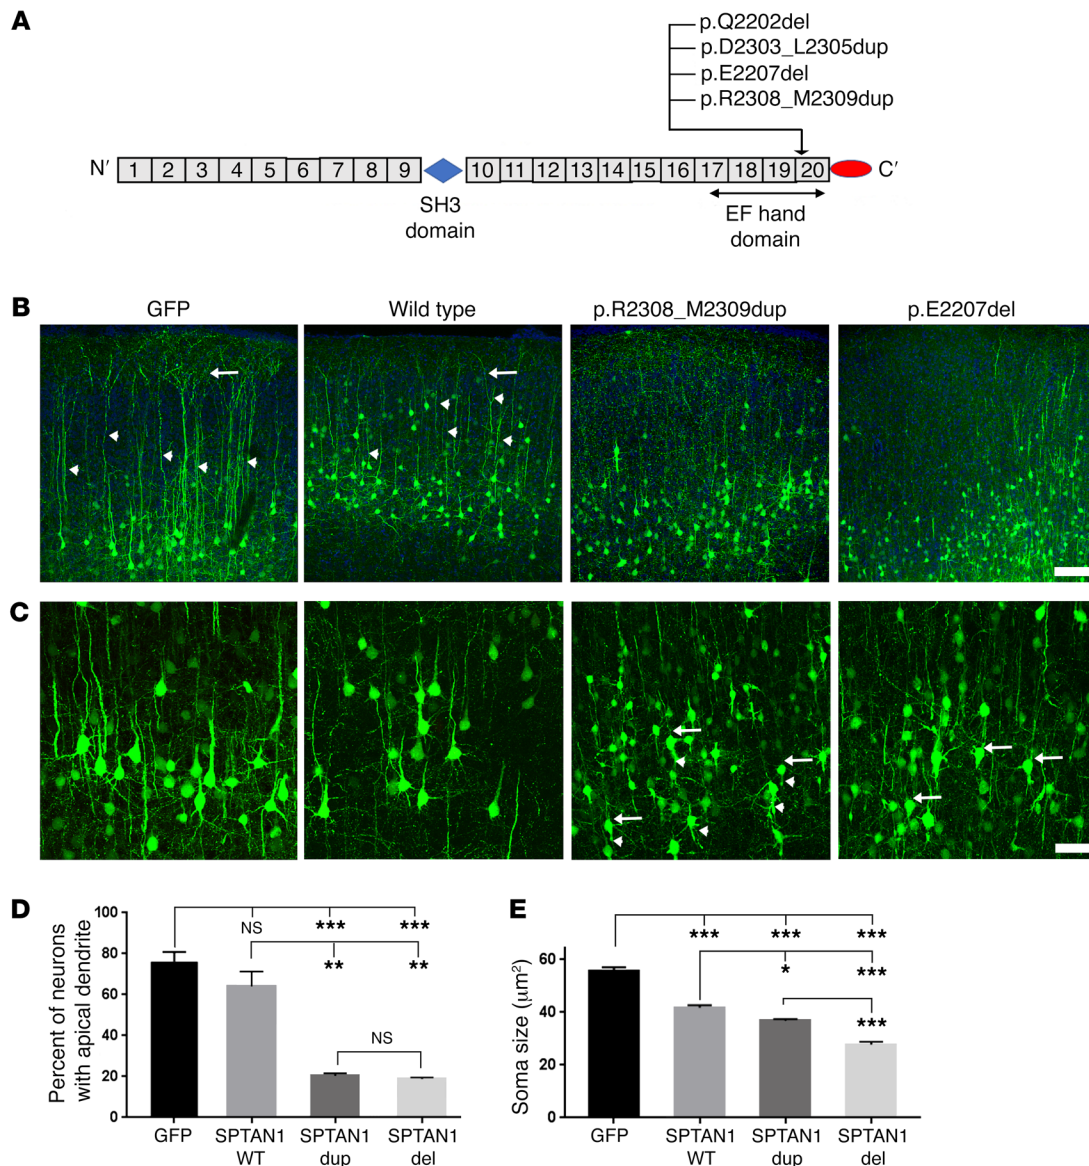 A
p.Q2202del
p.D2303_L2305dup
p.E2207del
p.R2308_M2309dup
N′ 1 2 3 4 5 6 7 8 9 10 11 12 13 14 15 16 17 18 19 20 C′
SH3
domain
EF hand
domain
B
GFP Wild type p.R2308_M2309dup p.E2207del
C
D
Percent of neurons
with apical dendrite
100
80
60
40
20
0
NS *** ***
** **
NS
GFP SPTAN1 SPTAN1 SPTAN1
WT dup del
E
Soma size (μm²)
60
40
20
0
*** *** ***
* ***
***
GFP SPTAN1 SPTAN1 SPTAN1
WT dup del